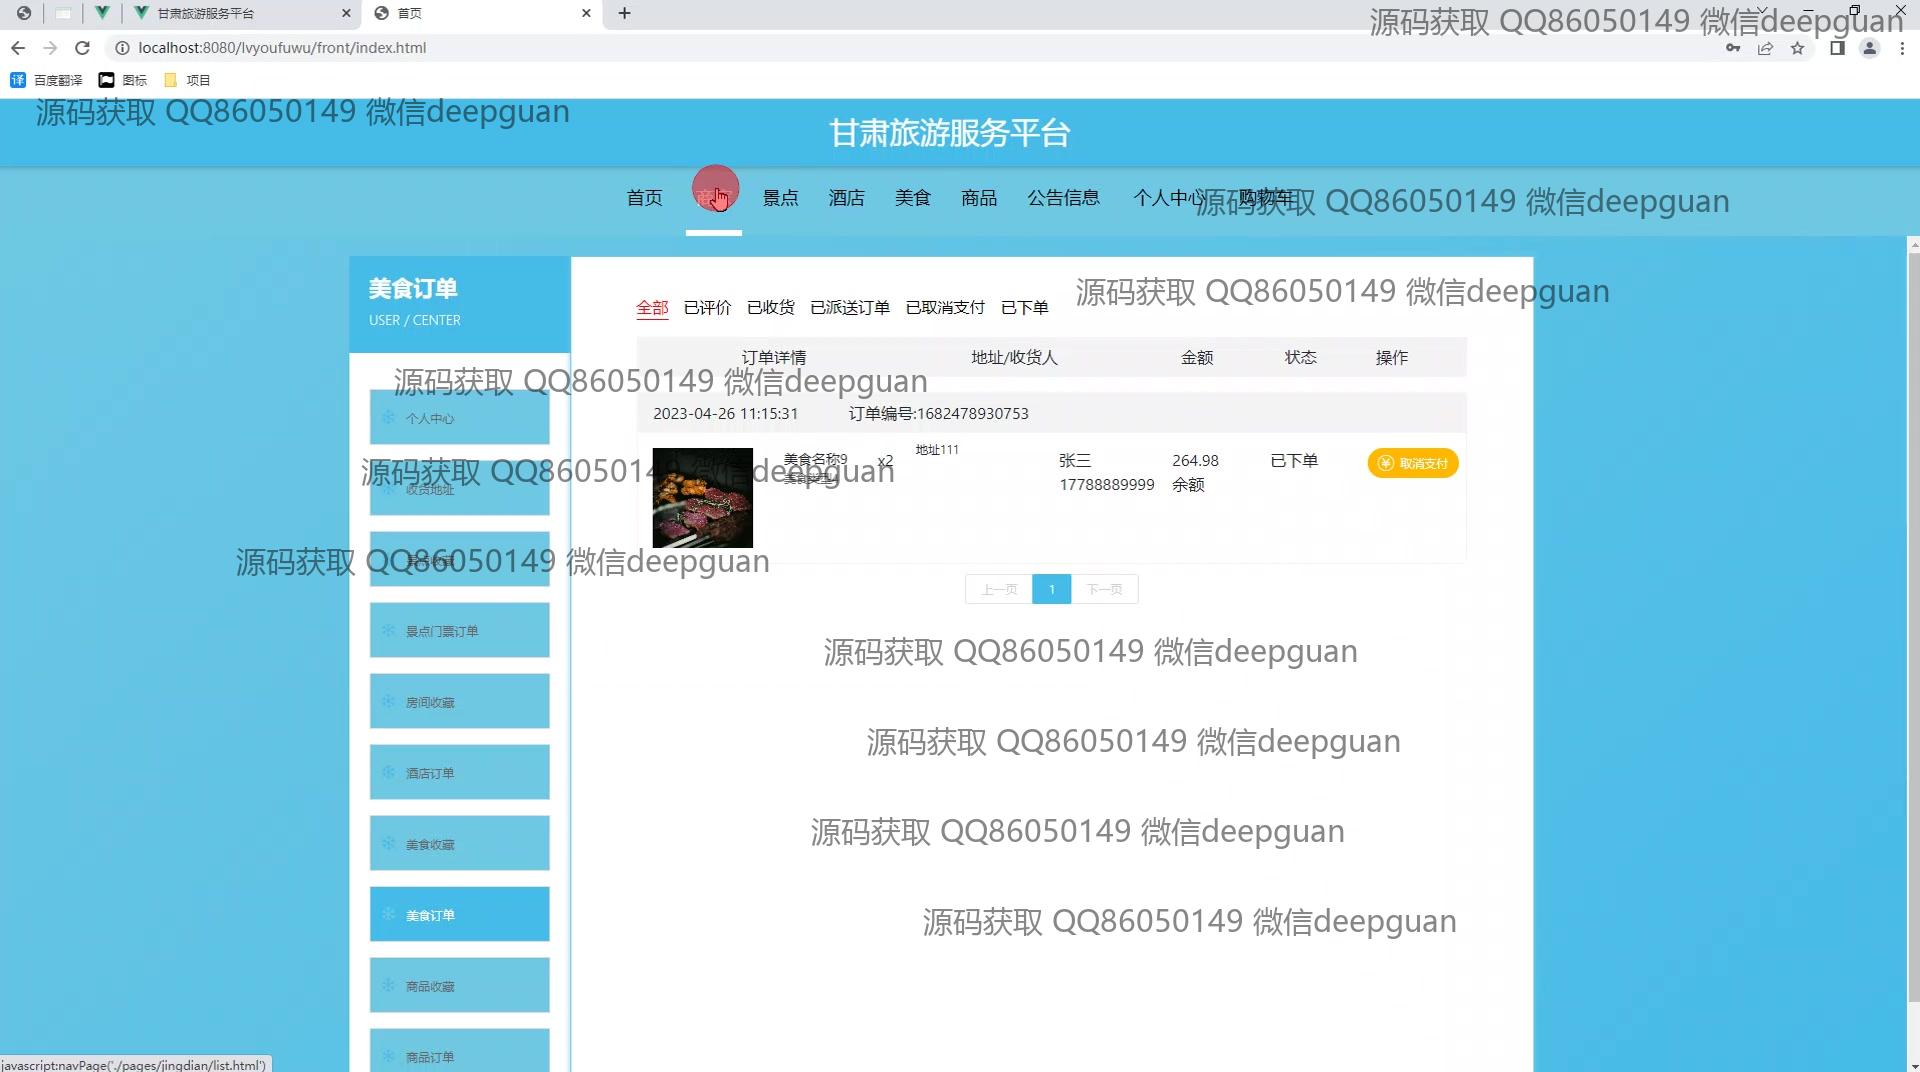 甘肃旅游服务平台
首页
源码获取 QQ86050149 微信deepguan
localhost:8080/lvyoufuwu/front/index.html
百度翻译 图标 项目
源码获取 QQ86050149 微信deepguan
甘肃旅游服务平台
首页 景点 酒店 美食 商品 公告信息 个人中心 购物车
源码获取 QQ86050149 微信deepguan
美食订单
USER / CENTER
源码获取 QQ86050149 微信deepguan
全部 已评价 已收货 已派送订单 已取消支付 已下单
订单详情 地址/收货人 金额 状态 操作
源码获取 QQ86050149 微信deepguan
2023-04-26 11:15:31 订单编号:1682478930753
个人中心
美食名称9 x2 地址111 张三 264.98 已下单 取消支付
17788889999 余额
源码获取 QQ86050149 微信deepguan
收货地址
源码获取 QQ86050149 微信deepguan
上一页 1 下一页
景点门票订单
源码获取 QQ86050149 微信deepguan
房间收藏
源码获取 QQ86050149 微信deepguan
酒店订单
源码获取 QQ86050149 微信deepguan
美食收藏
美食订单
源码获取 QQ86050149 微信deepguan
商品收藏
商品订单
javascript:navPage('./pages/jingdian/list.html')